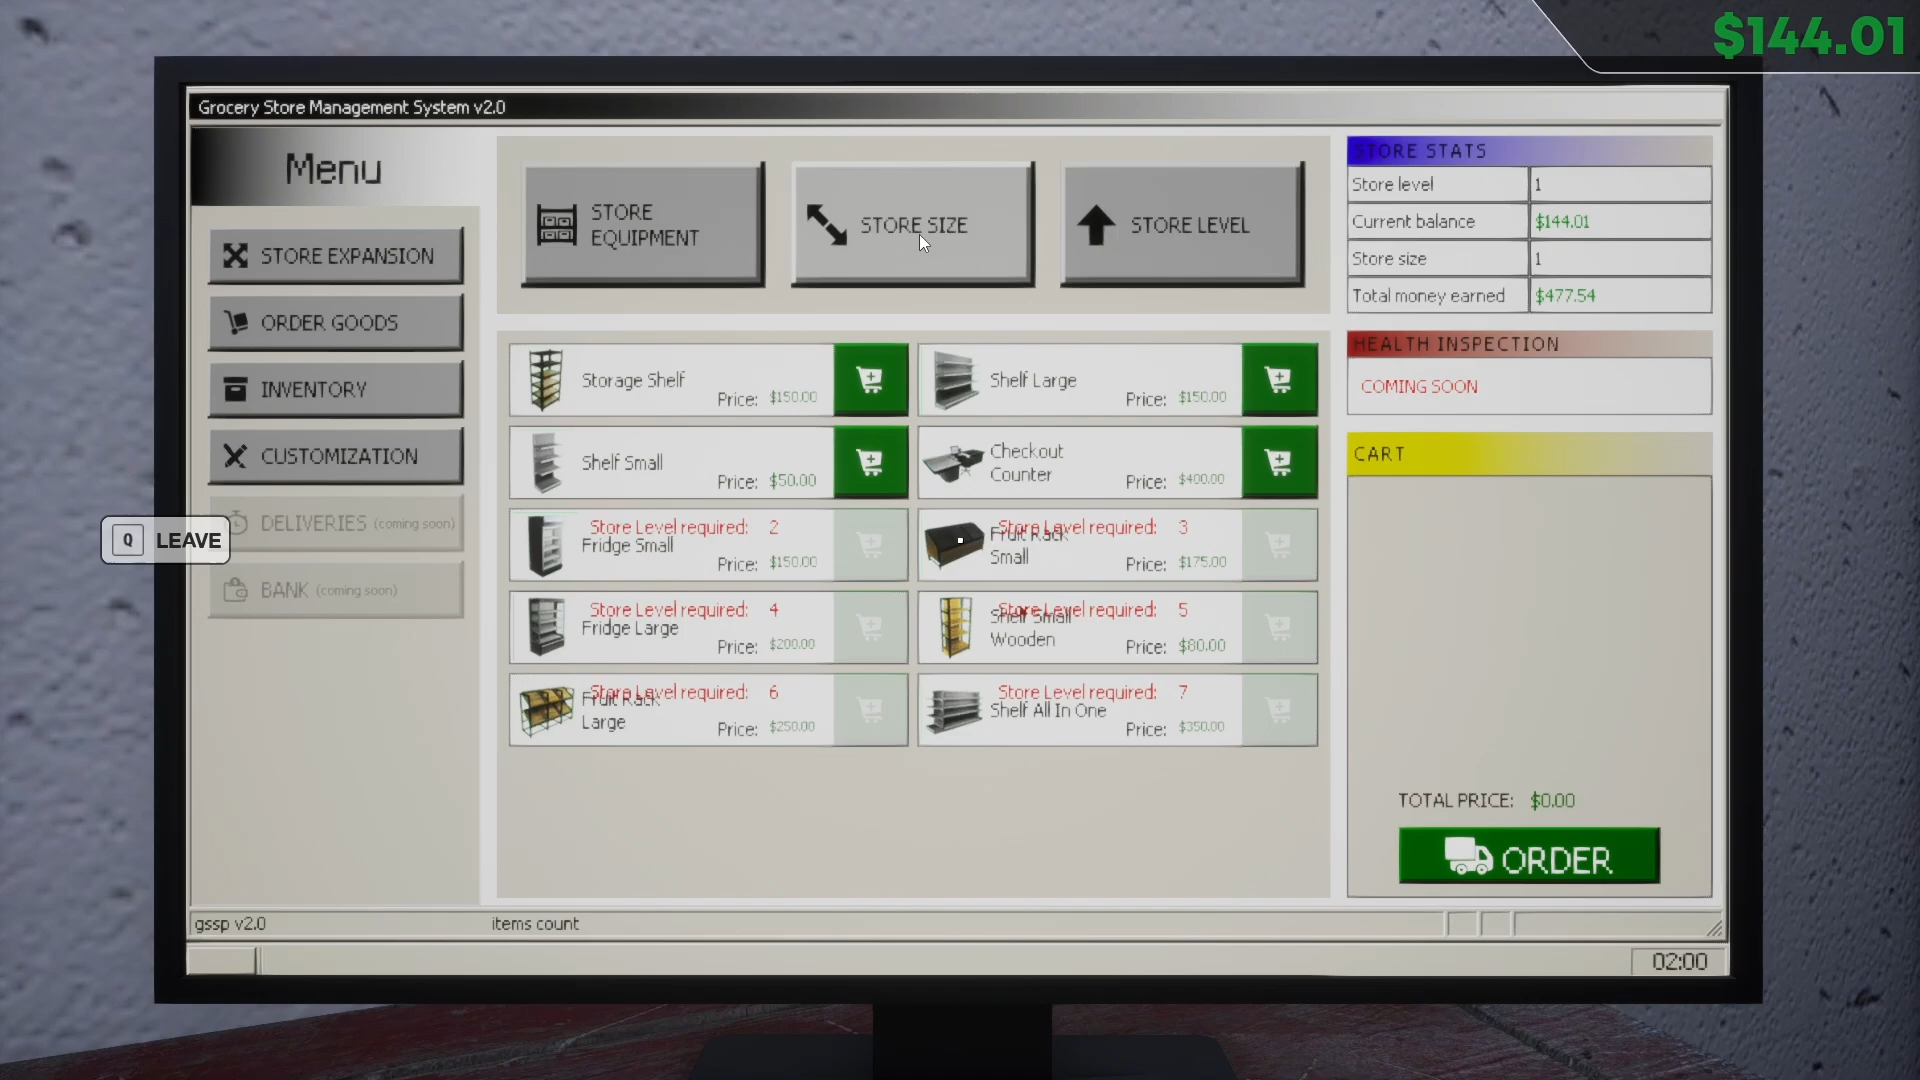 $144.01
Grocery Store Management System v2.0
Menu
STORE EXPANSION
ORDER GOODS
INVENTORY
CUSTOMIZATION
DELIVERIES (coming soon)
BANK (coming soon)
Q LEAVE
STORE EQUIPMENT
STORE SIZE
STORE LEVEL
Storage Shelf
Price: $150.00
Shelf Large
Price: $150.00
Shelf Small
Price: $50.00
Checkout
Counter
Price: $400.00
Store Level required: 2
Fridge Small
Price: $150.00
Store Level required: 3
Fruit Rack
Small
Price: $175.00
Store Level required: 4
Fridge Large
Price: $200.00
Store Level required: 5
Shelf Small
Wooden
Price: $80.00
Store Level required: 6
Fruit Rack
Large
Price: $250.00
Store Level required: 7
Shelf All In One
Price: $350.00
STORE STATS
Store level 1
Current balance $144.01
Store size 1
Total money earned $477.54
HEALTH INSPECTION
COMING SOON
CART
TOTAL PRICE: $0.00
ORDER
gssp v2.0
items count
02:00